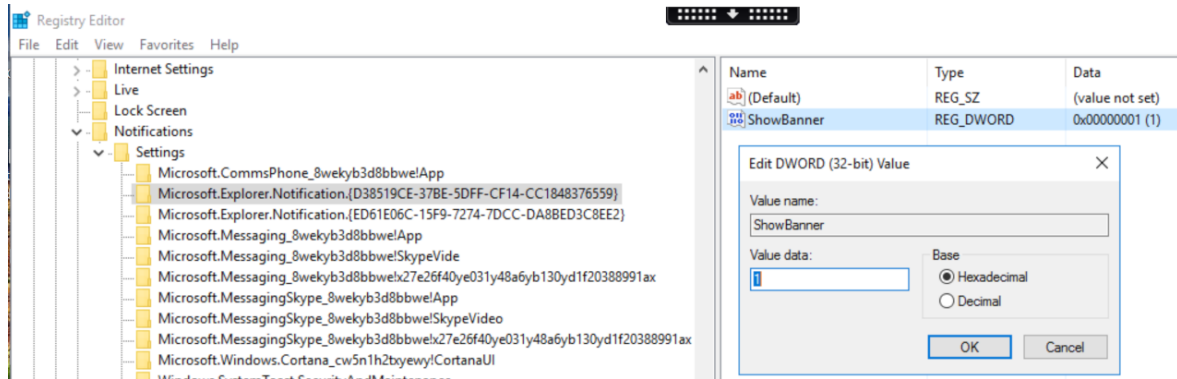 Registry Editor
File Edit View Favorites Help
Internet Settings
Live
Lock Screen
Notifications
Settings
Microsoft.CommsPhone_8wekyb3d8bbwe!App
Microsoft.Explorer.Notification.{D38519CE-37BE-5DFF-CF14-CC1848376559}
Microsoft.Explorer.Notification.{ED61E06C-15F9-7274-7DCC-DA8BED3C8EE2}
Microsoft.Messaging_8wekyb3d8bbwe!App
Microsoft.Messaging_8wekyb3d8bbwe!SkypeVide
Microsoft.Messaging_8wekyb3d8bbwe!x27e26f40ye031y48a6yb130yd1f20388991ax
Microsoft.MessagingSkype_8wekyb3d8bbwe!App
Microsoft.MessagingSkype_8wekyb3d8bbwe!SkypeVideo
Microsoft.MessagingSkype_8wekyb3d8bbwe!x27e26f40ye031y48a6yb130yd1f20388991ax
Microsoft.Windows.Cortana_cw5n1h2txyewy!CortanaUI
Windows.SystemToast.SecurityAndMaintenance
Name Type Data
(Default) REG_SZ (value not set)
ShowBanner REG_DWORD 0x00000001 (1)
Edit DWORD (32-bit) Value
Value name:
ShowBanner
Value data:
1
Base
Hexadecimal
Decimal
OK Cancel